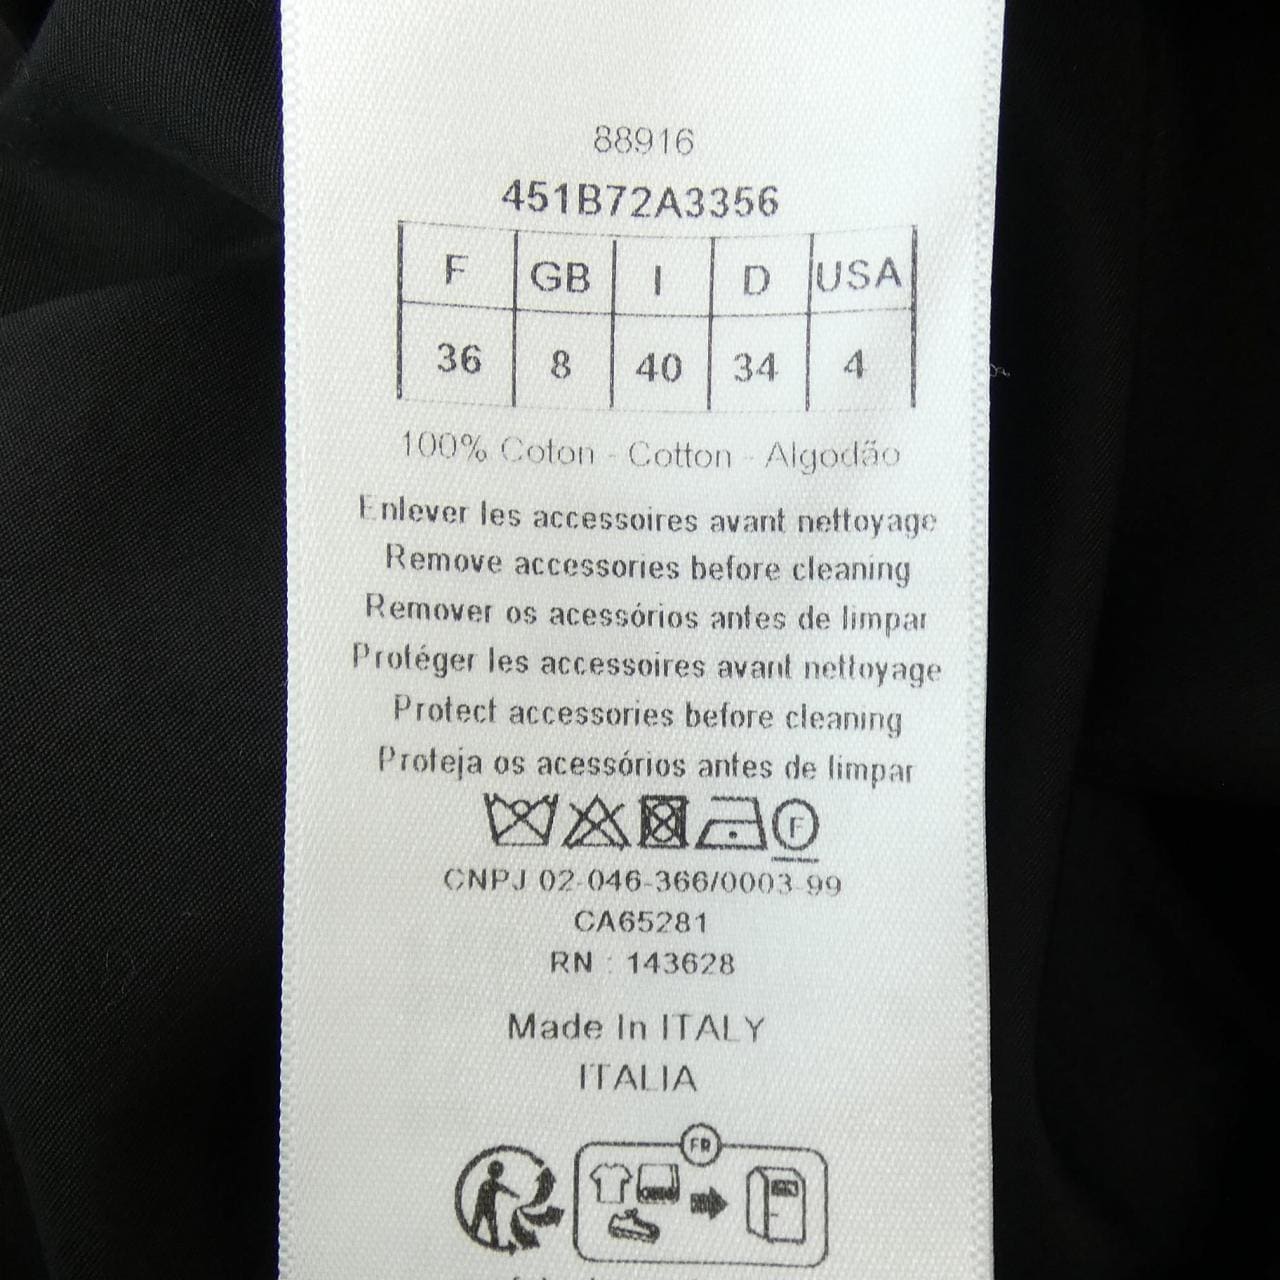 88916
451B72A3356
F GB I D USA
36 8 40 34 4
100% Coton - Cotton - Algodão
Enlever les accessoires avant nettoyage
Remove accessories before cleaning
Remover os acessórios antes de limpar
Protéger les accessoires avant nettoyage
Protect accessories before cleaning
Proteja os acessórios antes de limpar
F
CNPJ 02-046-366/0003-99
CA65281
RN : 143628
Made In ITALY
ITALIA
FR